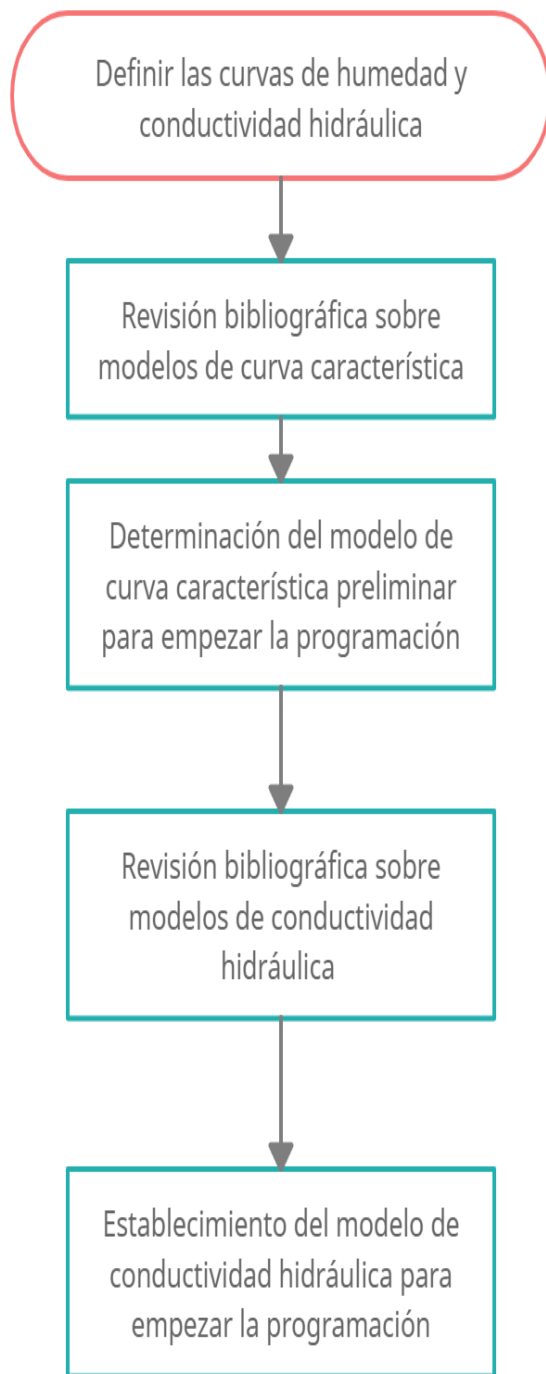 Definir las curvas de humedad y
conductividad hidráulica
Revisión bibliográfica sobre
modelos de curva característica
Determinación del modelo de
curva característica preliminar
para empezar la programación
Revisión bibliográfica sobre
modelos de conductividad
hidráulica
Establecimiento del modelo de
conductividad hidráulica para
empezar la programación